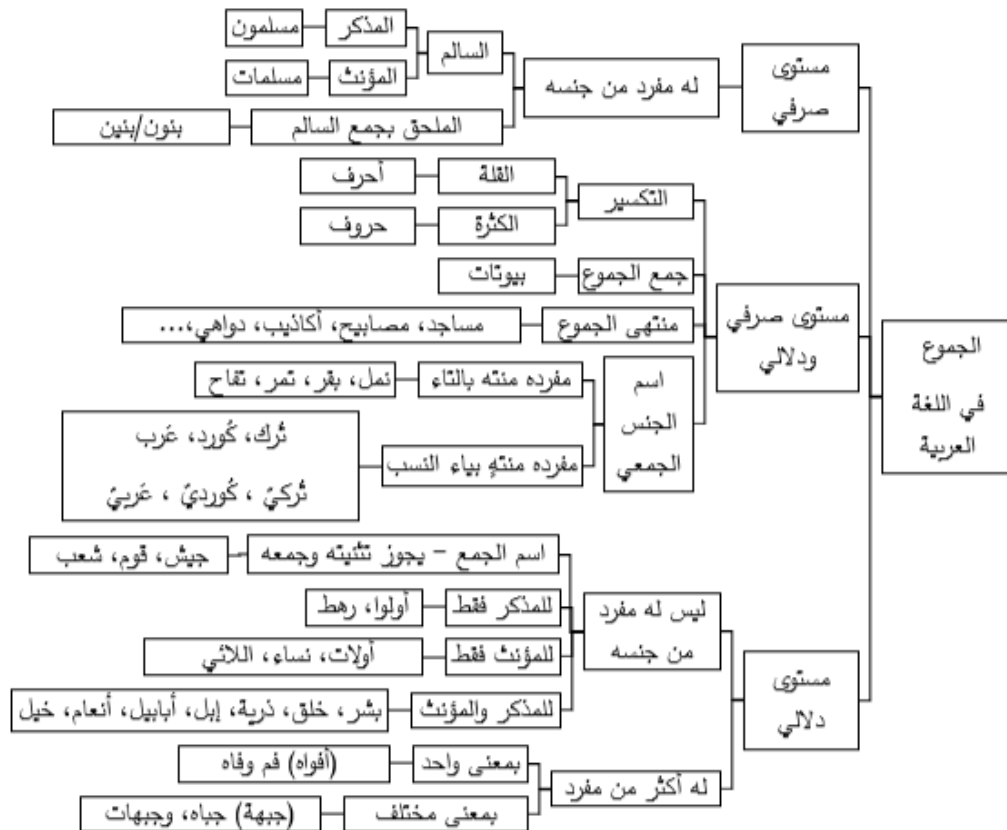 الجموع
في اللغة
العربية
مستوى
صرفي
له مفرد من جنسه
السالم
المذكر
مسلمون
المؤنث
مسلمات
الملحق بجمع السالم
بنون/بنين
مستوى صرفي
ودلالي
التكسير
القلة
أحرف
الكثرة
حروف
جمع الجموع
بيوتات
منتهى الجموع
مساجد، مصابيح، أكاذيب، دواهي،...
اسم
الجنس
الجمعي
مفرده منته بالتاء
نمل، بقر، تمر، تفاح
مفرده منتهٍ بياء النسب
تُرك، كُورد، عَرب
تُركيّ ، كُورديّ ، عَربيّ
مستوى
دلالي
ليس له مفرد
من جنسه
اسم الجمع – يجوز تثنيته وجمعه
جيش، قوم، شعب
للمذكر فقط
أولوا، رهط
للمؤنث فقط
أولات، نساء، اللائي
للمذكر والمؤنث
بشر، خلق، ذرية، إبل، أبابيل، أنعام، خيل
له أكثر من مفرد
بمعنى واحد
(أفواه) فم وفاه
بمعنى مختلف
(جبهة) جباه، وجبهات